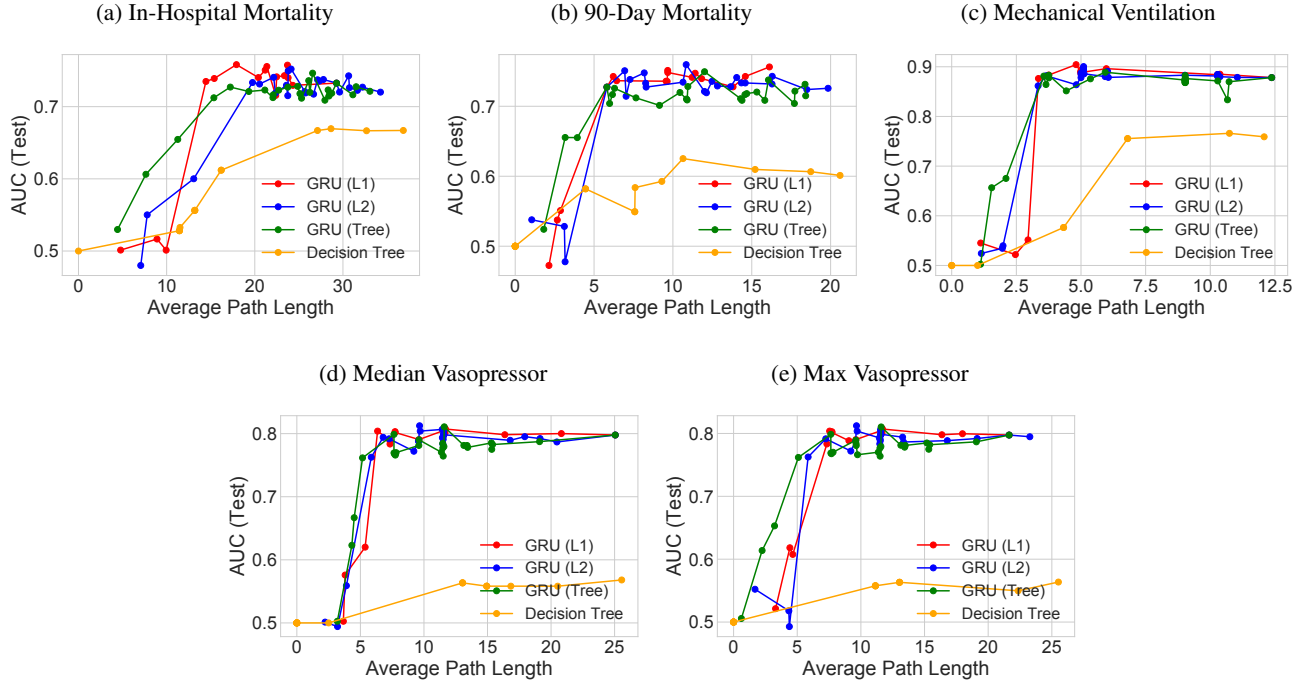 (a) In-Hospital Mortality
0.7
0.6
0.5
AUC (Test)
0
10
20
30
Average Path Length
GRU (L1)
GRU (L2)
GRU (Tree)
Decision Tree
(b) 90-Day Mortality
0.7
0.6
0.5
AUC (Test)
0
5
10
15
20
Average Path Length
GRU (L1)
GRU (L2)
GRU (Tree)
Decision Tree
(c) Mechanical Ventilation
0.9
0.8
0.7
0.6
0.5
AUC (Test)
0.0
2.5
5.0
7.5
10.0
12.5
Average Path Length
GRU (L1)
GRU (L2)
GRU (Tree)
Decision Tree
(d) Median Vasopressor
0.8
0.7
0.6
0.5
AUC (Test)
0
5
10
15
20
25
Average Path Length
GRU (L1)
GRU (L2)
GRU (Tree)
Decision Tree
(e) Max Vasopressor
0.8
0.7
0.6
0.5
AUC (Test)
0
5
10
15
20
25
Average Path Length
GRU (L1)
GRU (L2)
GRU (Tree)
Decision Tree